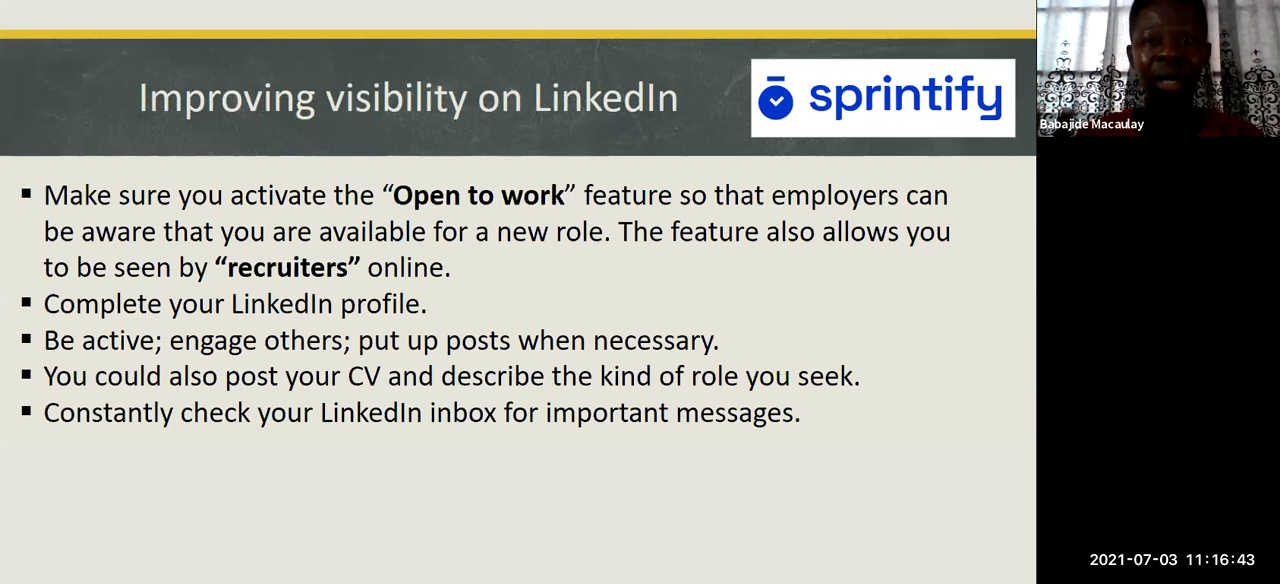 Improving visibility on LinkedIn
sprintify
Babajide Macaulay
▪ Make sure you activate the “Open to work” feature so that employers can
be aware that you are available for a new role. The feature also allows you
to be seen by “recruiters” online.
▪ Complete your LinkedIn profile.
▪ Be active; engage others; put up posts when necessary.
▪ You could also post your CV and describe the kind of role you seek.
▪ Constantly check your LinkedIn inbox for important messages.
2021-07-03 11:16:43